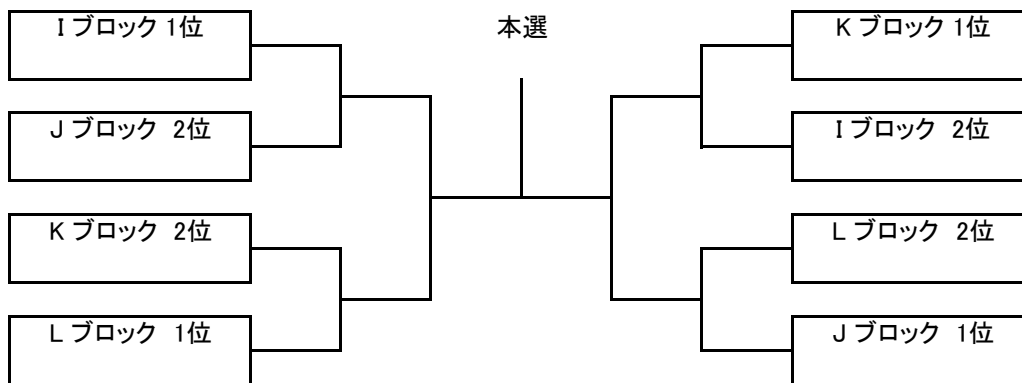 I ブロック 1位
本選
K ブロック 1位
J ブロック 2位
I ブロック 2位
K ブロック 2位
L ブロック 2位
L ブロック 1位
J ブロック 1位